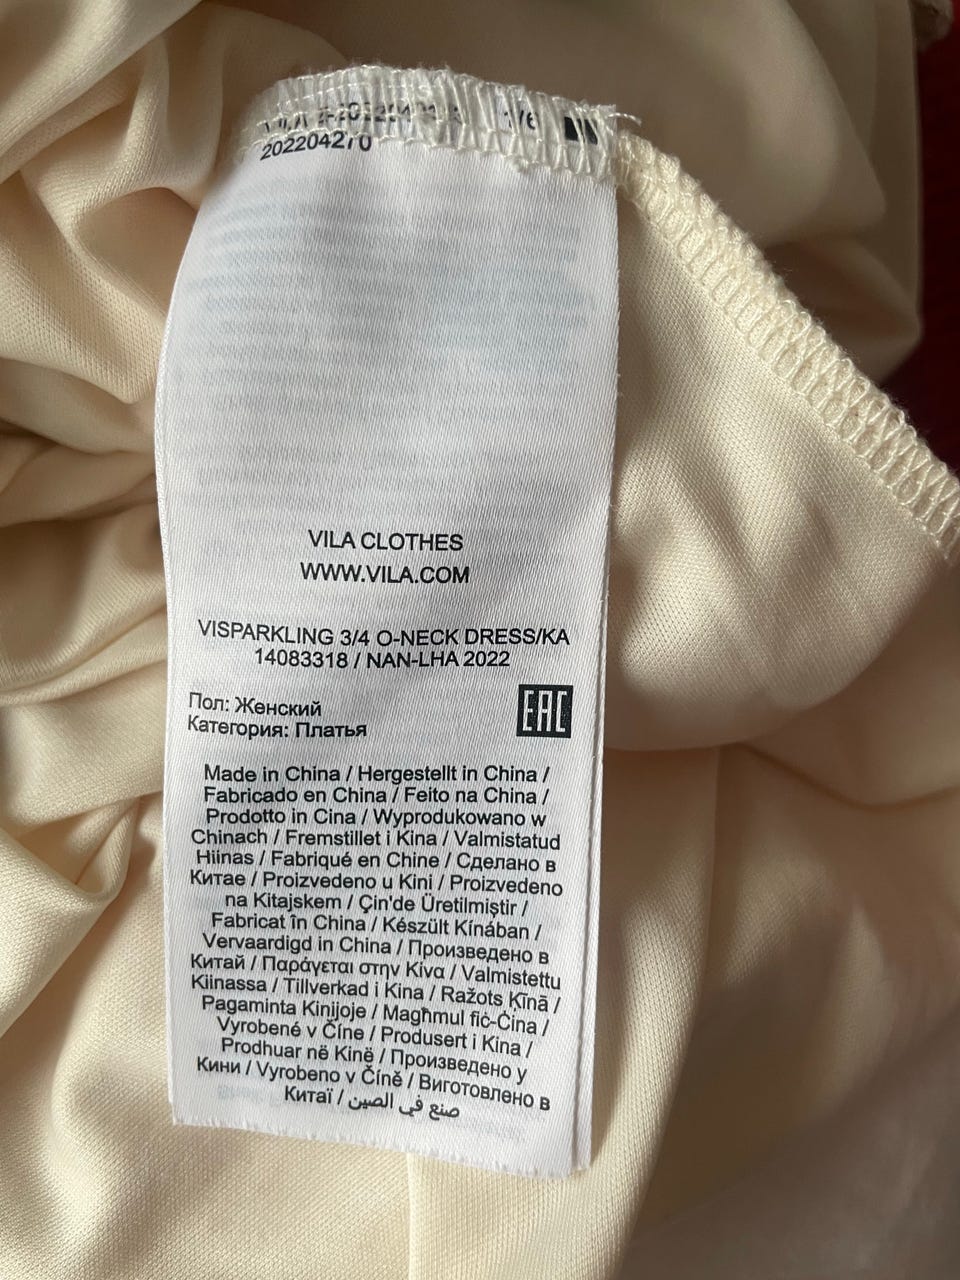 1/6
202204270
VILA CLOTHES
WWW.VILA.COM
VISPARKLING 3/4 O-NECK DRESS/KA
14083318 / NAN-LHA 2022
Пол: Женский
Категория: Платья
EAC
Made in China / Hergestellt in China /
Fabricado en China / Feito na China /
Prodotto in Cina / Wyprodukowano w
Chinach / Fremstillet i Kina / Valmistatud
Hiinas / Fabriqué en Chine / Сделано в
Китае / Proizvedeno u Kini / Proizvedeno
na Kitajskem / Çin'de Üretilmiştir /
Fabricat în China / Készült Kínában /
Vervaardigd in China / Произведено в
Китай / Παράγεται στην Κίνα / Valmistettu
Kiinassa / Tillverkad i Kina / Ražots Ķīnā /
Pagaminta Kinijoje / Magħmul fiċ-Ċina /
Vyrobené v Číne / Produsert i Kina /
Prodhuar në Kinë / Произведено у
Кини / Vyrobeno v Číně / Виготовлено в
Китаї / صنع في الصين